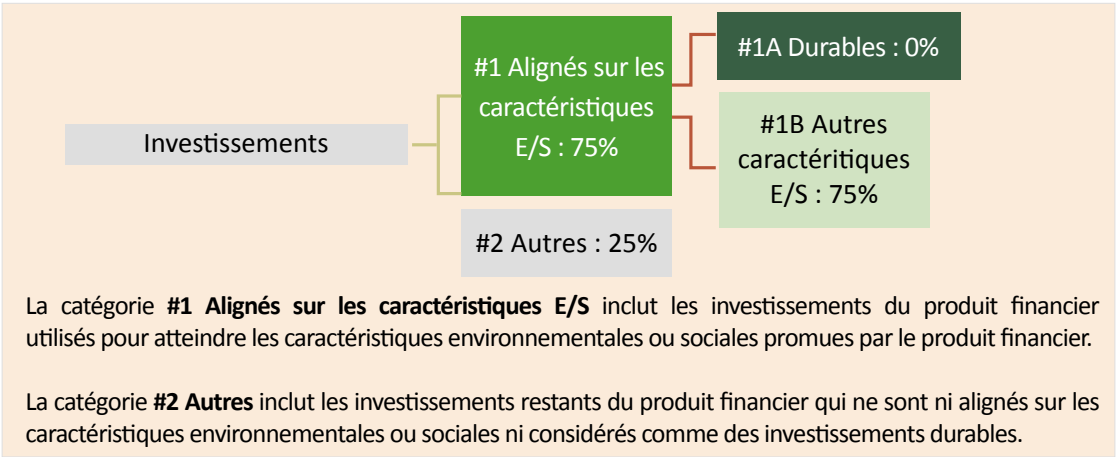 Investissements
#1 Alignés sur les
caractéristiques
E/S : 75%
#2 Autres : 25%
#1A Durables : 0%
#1B Autres
caractéritiques
E/S : 75%
La catégorie #1 Alignés sur les caractéristiques E/S inclut les investissements du produit financier
utilisés pour atteindre les caractéristiques environnementales ou sociales promues par le produit financier.
La catégorie #2 Autres inclut les investissements restants du produit financier qui ne sont ni alignés sur les
caractéristiques environnementales ou sociales ni considérés comme des investissements durables.